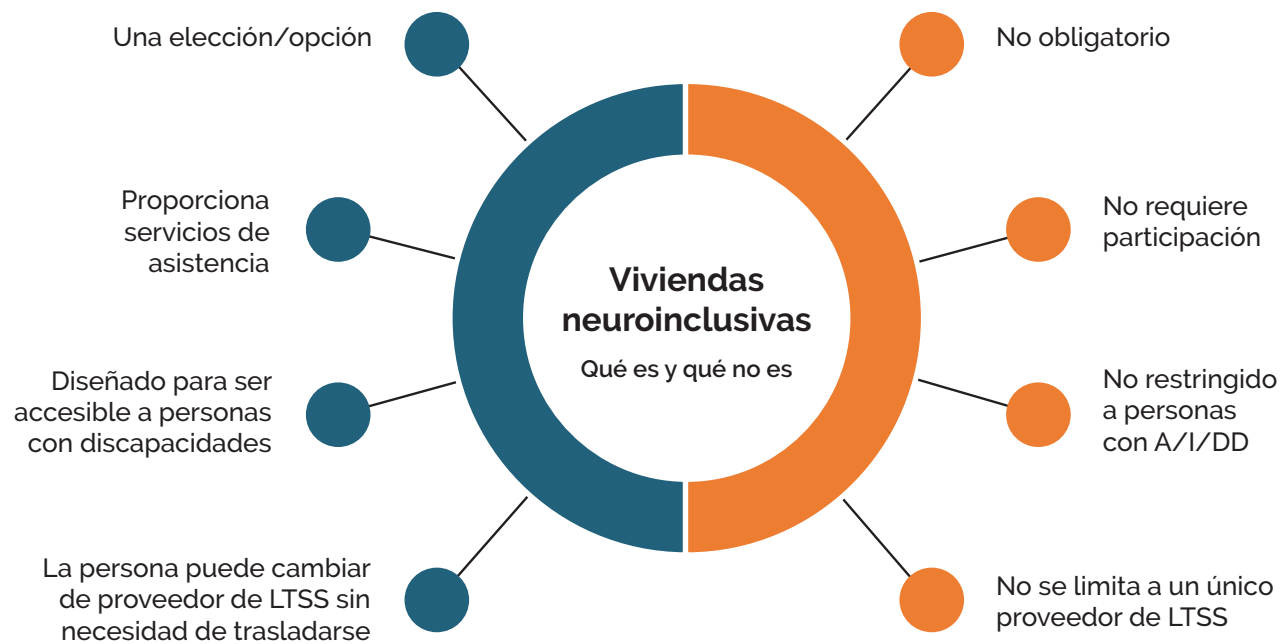 Una elección/opción
Proporciona
servicios de
asistencia
Diseñado para ser
accesible a personas
con discapacidades
La persona puede cambiar
de proveedor de LTSS sin
necesidad de trasladarse
Viviendas
neuroinclusivas
Qué es y qué no es
No obligatorio
No requiere
participación
No restringido
a personas
con A/I/DD
No se limita a un único
proveedor de LTSS